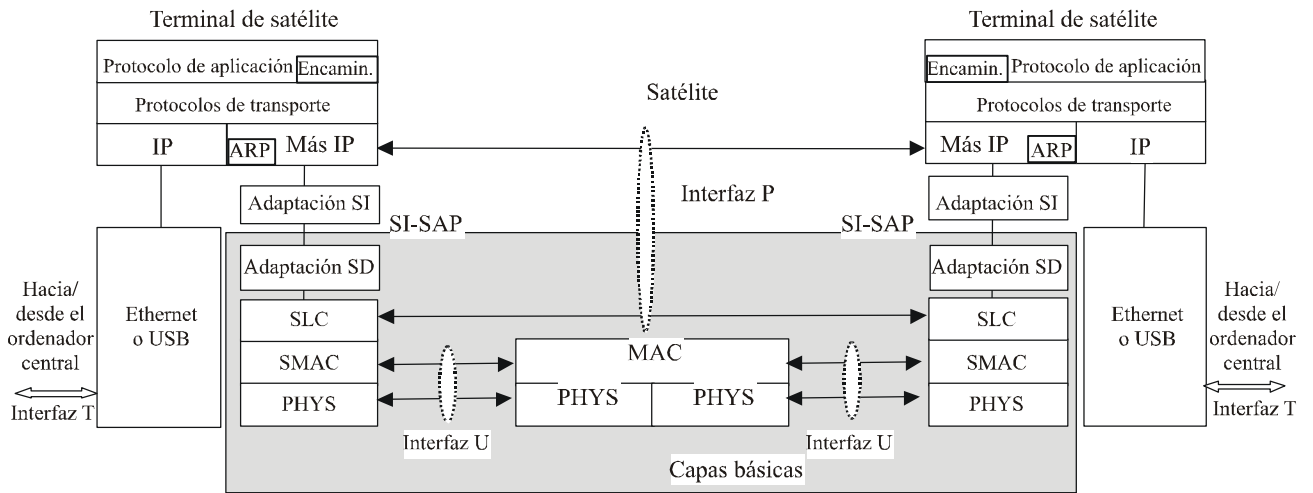 Terminal de satélite
Terminal de satélite
Protocolo de aplicación
Encamin.
Encamin.
Protocolo de aplicación
Protocolos de transporte
Protocolos de transporte
Satélite
IP
ARP
Más IP
Más IP
ARP
IP
Adaptación SI
Interfaz P
Adaptación SI
SI-SAP
SI-SAP
Adaptación SD
Adaptación SD
Hacia/
desde el
ordenador
central
Interfaz T
Ethernet
o USB
SLC
SMAC
PHYS
MAC
PHYS
PHYS
Interfaz U
Interfaz U
SLC
SMAC
PHYS
Ethernet
o USB
Hacia/
desde el
ordenador
central
Interfaz T
Capas básicas